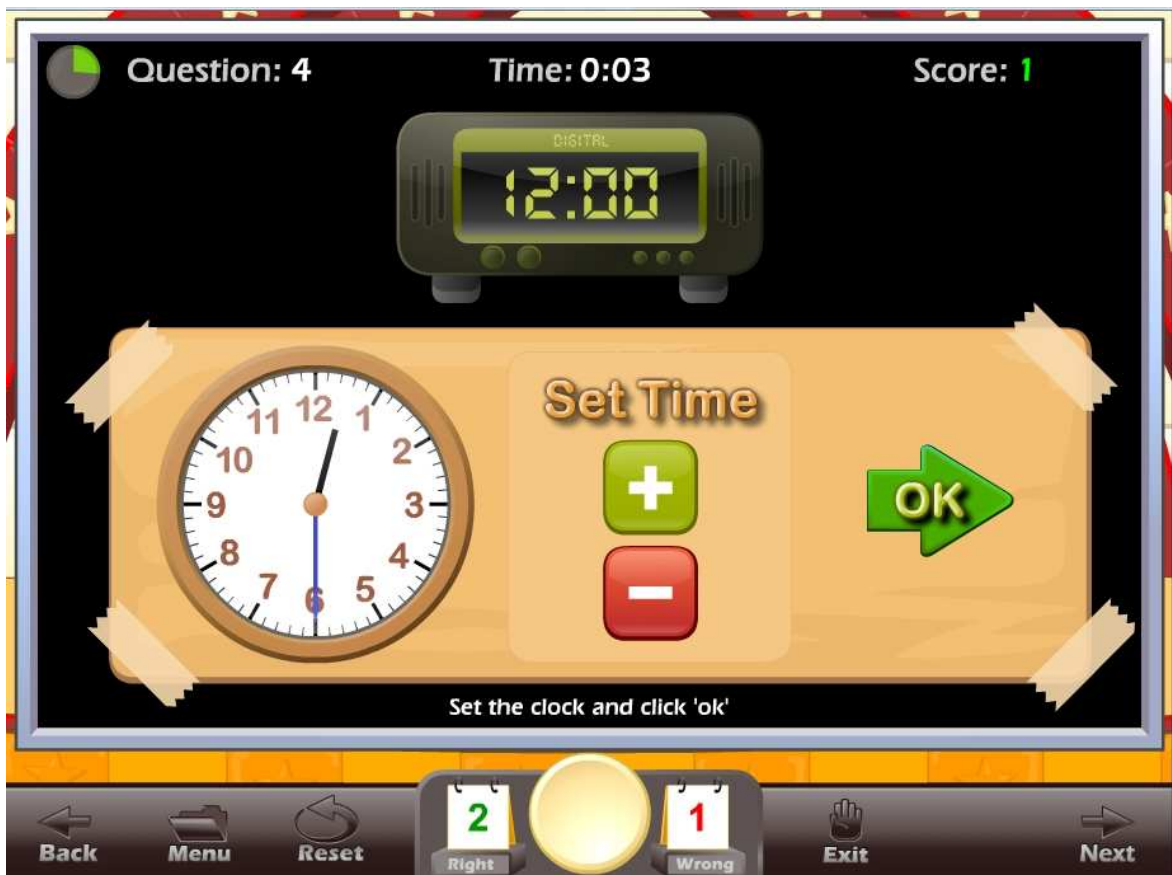 Question: 4 Time: 0:03 Score: 1
DIGITAL
12:00
12
1
2
3
4
5
6
7
8
9
10
11
Set Time
+
-
OK
Set the clock and click 'ok'
2
1
Back Menu Reset Right Wrong Exit Next